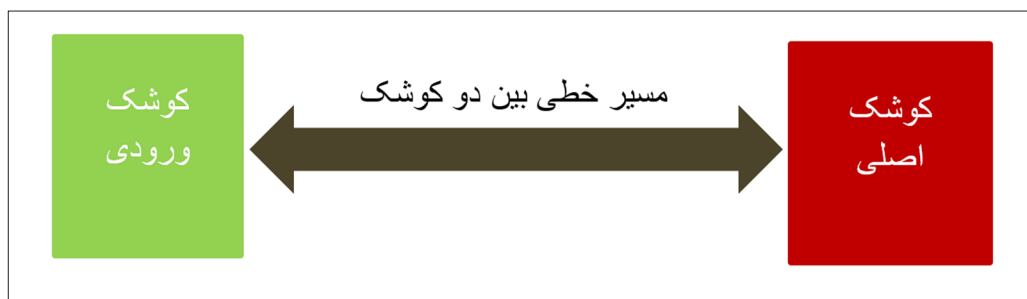 کوشک
اصلی
مسیر خطی بین دو کوشک
کوشک
ورودی